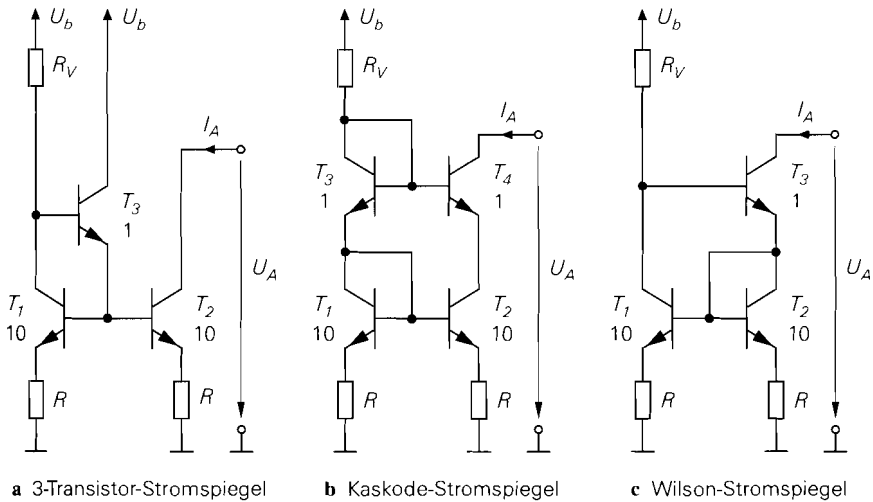 U_b U_b
R_V
I_A
T_3
1
U_A
T_1
10
T_2
10
R R
a 3-Transistor-Stromspiegel
U_b
R_V
I_A
T_3
1
T_4
1
U_A
T_1
10
T_2
10
R R
b Kaskode-Stromspiegel
U_b
R_V
I_A
T_3
1
U_A
T_1
10
T_2
10
R R
c Wilson-Stromspiegel